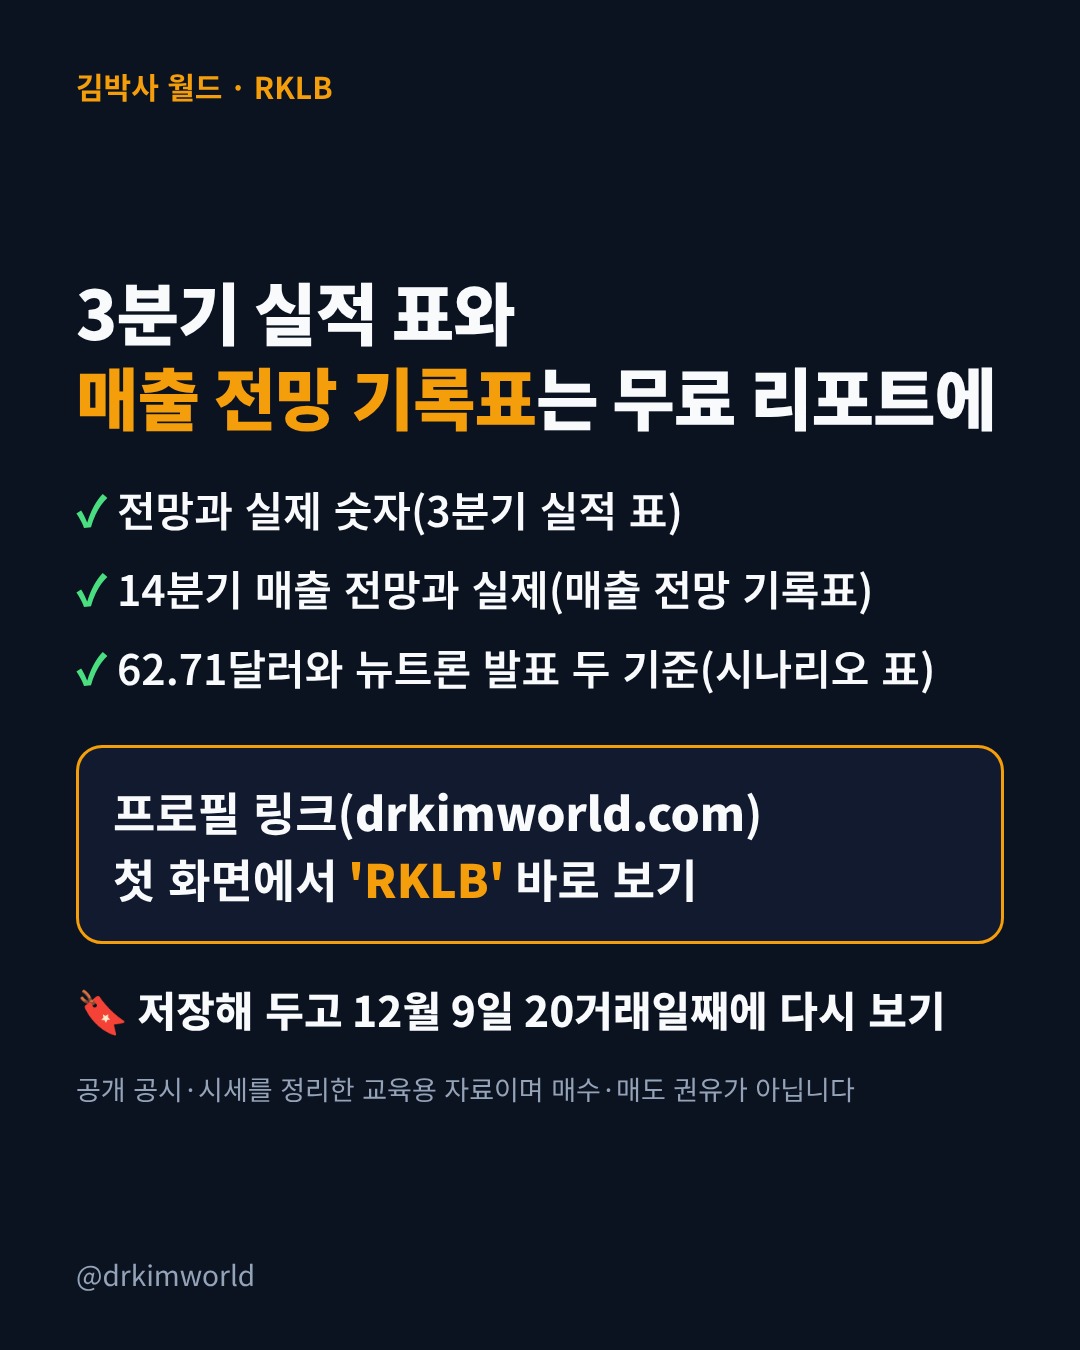 김박사 월드 · RKLB
3분기 실적 표와
매출 전망 기록표는 무료 리포트에
✓ 전망과 실제 숫자(3분기 실적 표)
✓ 14분기 매출 전망과 실제(매출 전망 기록표)
✓ 62.71달러와 뉴트론 발표 두 기준(시나리오 표)
프로필 링크(drkimworld.com)
첫 화면에서 'RKLB' 바로 보기
🔖 저장해 두고 12월 9일 20거래일째에 다시 보기
공개 공시·시세를 정리한 교육용 자료이며 매수·매도 권유가 아닙니다
@drkimworld